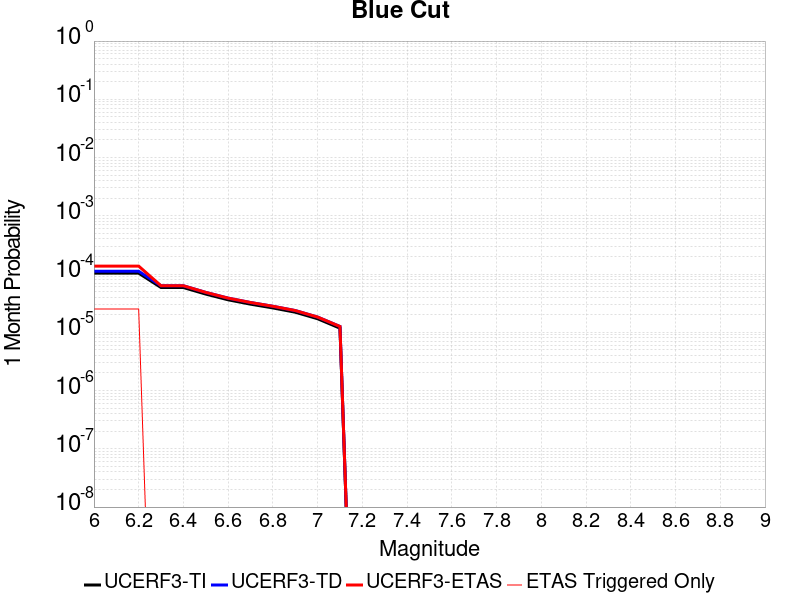 Blue Cut
10^0
10^-1
10^-2
10^-3
10^-4
10^-5
10^-6
10^-7
10^-8
1 Month Probability
6 6.2 6.4 6.6 6.8 7 7.2 7.4 7.6 7.8 8 8.2 8.4 8.6 8.8 9
Magnitude
UCERF3-TI UCERF3-TD UCERF3-ETAS ETAS Triggered Only